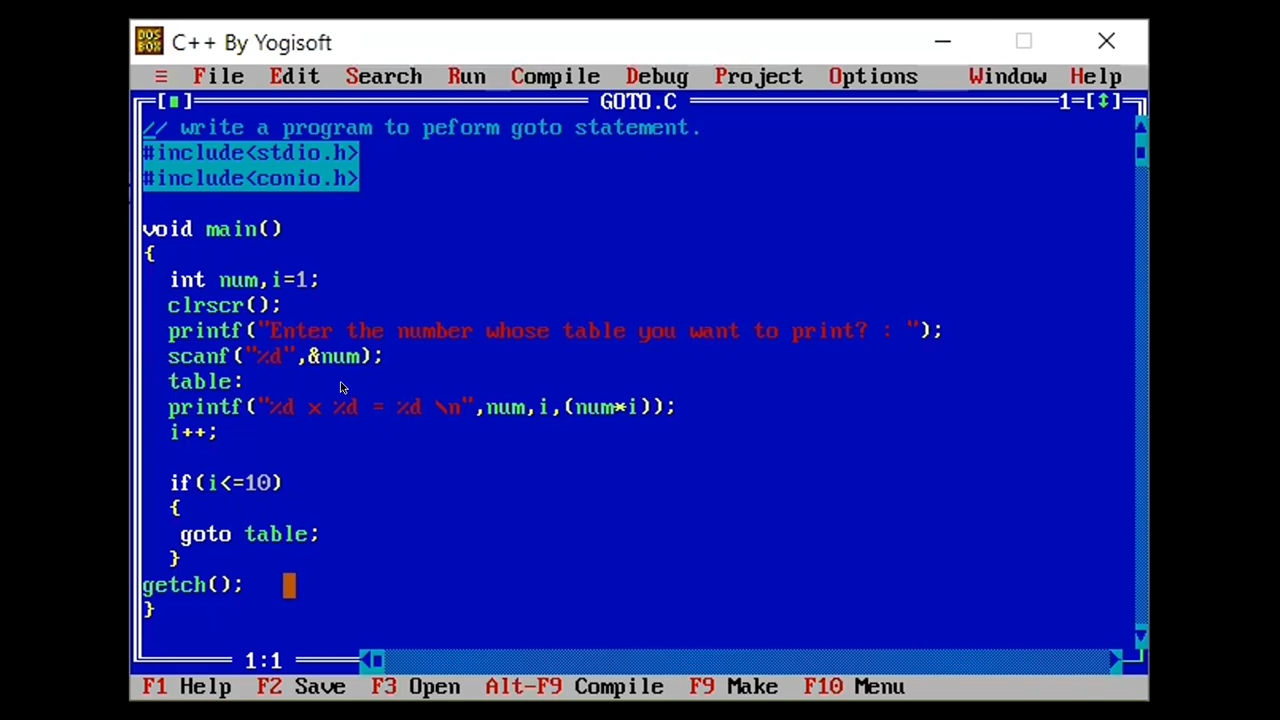 DOS BOX C++ By Yogisoft
≡ File Edit Search Run Compile Debug Project Options Window Help
[■] GOTO.C 1=[↕]
// write a program to peform goto statement.
#include<stdio.h>
#include<conio.h>
void main()
{
int num,i=1;
clrscr();
printf("Enter the number whose table you want to print? : ");
scanf("%d",&num);
table:
printf("%d x %d = %d \n",num,i,(num*i));
i++;
if(i<=10)
{
goto table;
}
getch();
}
1:1
F1 Help F2 Save F3 Open Alt-F9 Compile F9 Make F10 Menu